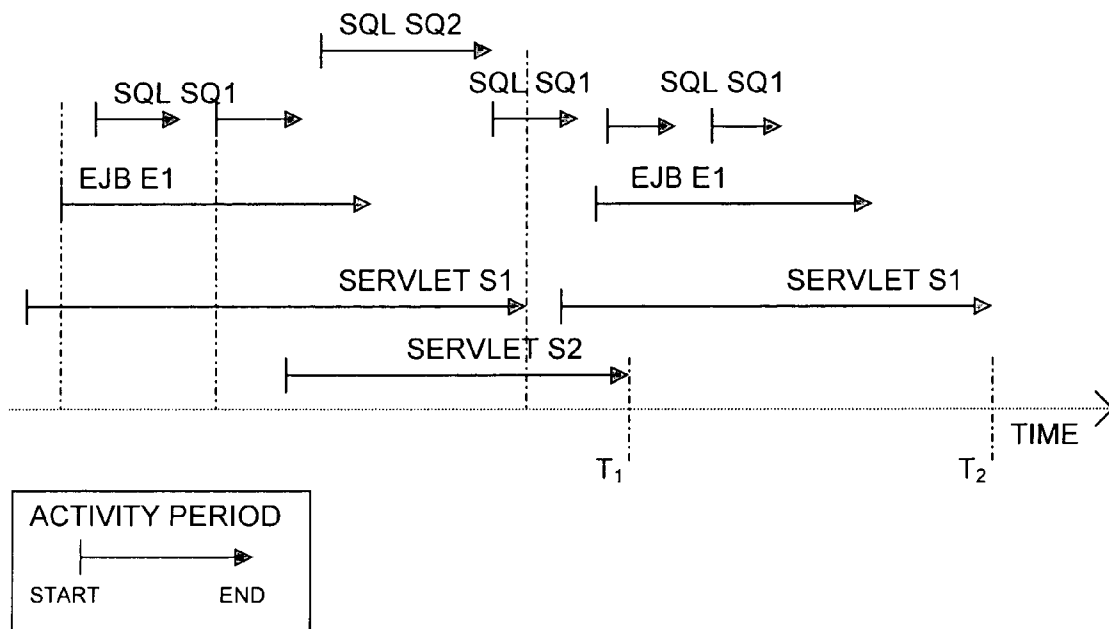 SQL SQ2
SQL SQ1
SQL SQ1
SQL SQ1
EJB E1
EJB E1
SERVLET S1
SERVLET S1
SERVLET S2
TIME
T1
T2
ACTIVITY PERIOD
START
END